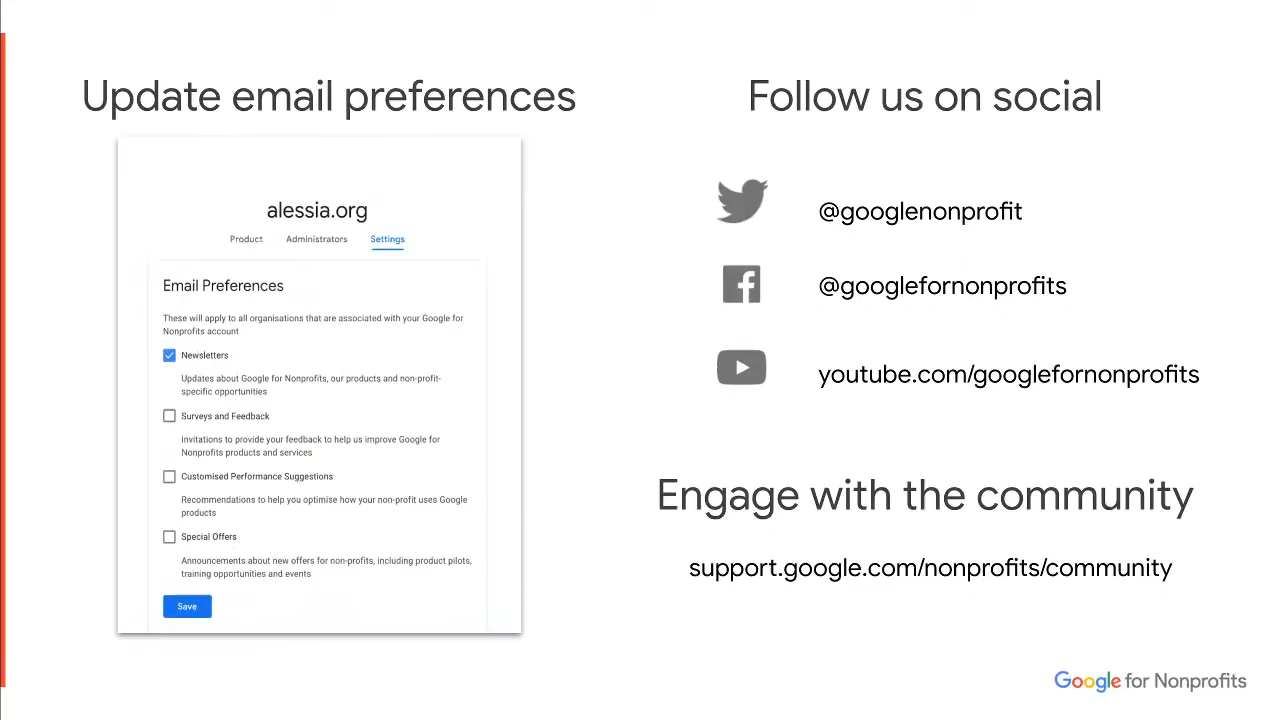 Update email preferences
alessia.org
Product Administrators Settings
Email Preferences
These will apply to all organisations that are associated with your Google for
Nonprofits account
Newsletters
Updates about Google for Nonprofits, our products and non-profit-
specific opportunities
Surveys and Feedback
Invitations to provide your feedback to help us improve Google for
Nonprofits products and services
Customised Performance Suggestions
Recommendations to help you optimise how your non-profit uses Google
products
Special Offers
Announcements about new offers for non-profits, including product pilots,
training opportunities and events
Save
Follow us on social
@googlenonprofit
@googlefornonprofits
youtube.com/googlefornonprofits
Engage with the community
support.google.com/nonprofits/community
Google for Nonprofits